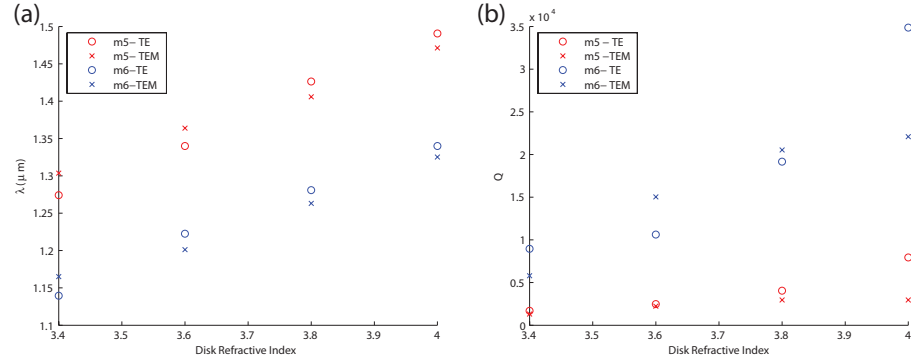 (a)
1.5
1.45
1.4
1.35
1.3
1.25
1.2
1.15
1.1
λ (μ m)
m5- TE
m5- TEM
m6-TE
m6-TEM
3.4
3.5
3.6
3.7
3.8
3.9
4
Disk Refractive Index
(b)
x 10⁴
3.5
3
2.5
2
1.5
1
0.5
0
Q
m5 - TE
m5 - TEM
m6-TE
m6-TEM
3.4
3.5
3.6
3.7
3.8
3.9
4
Disk Refractive Index